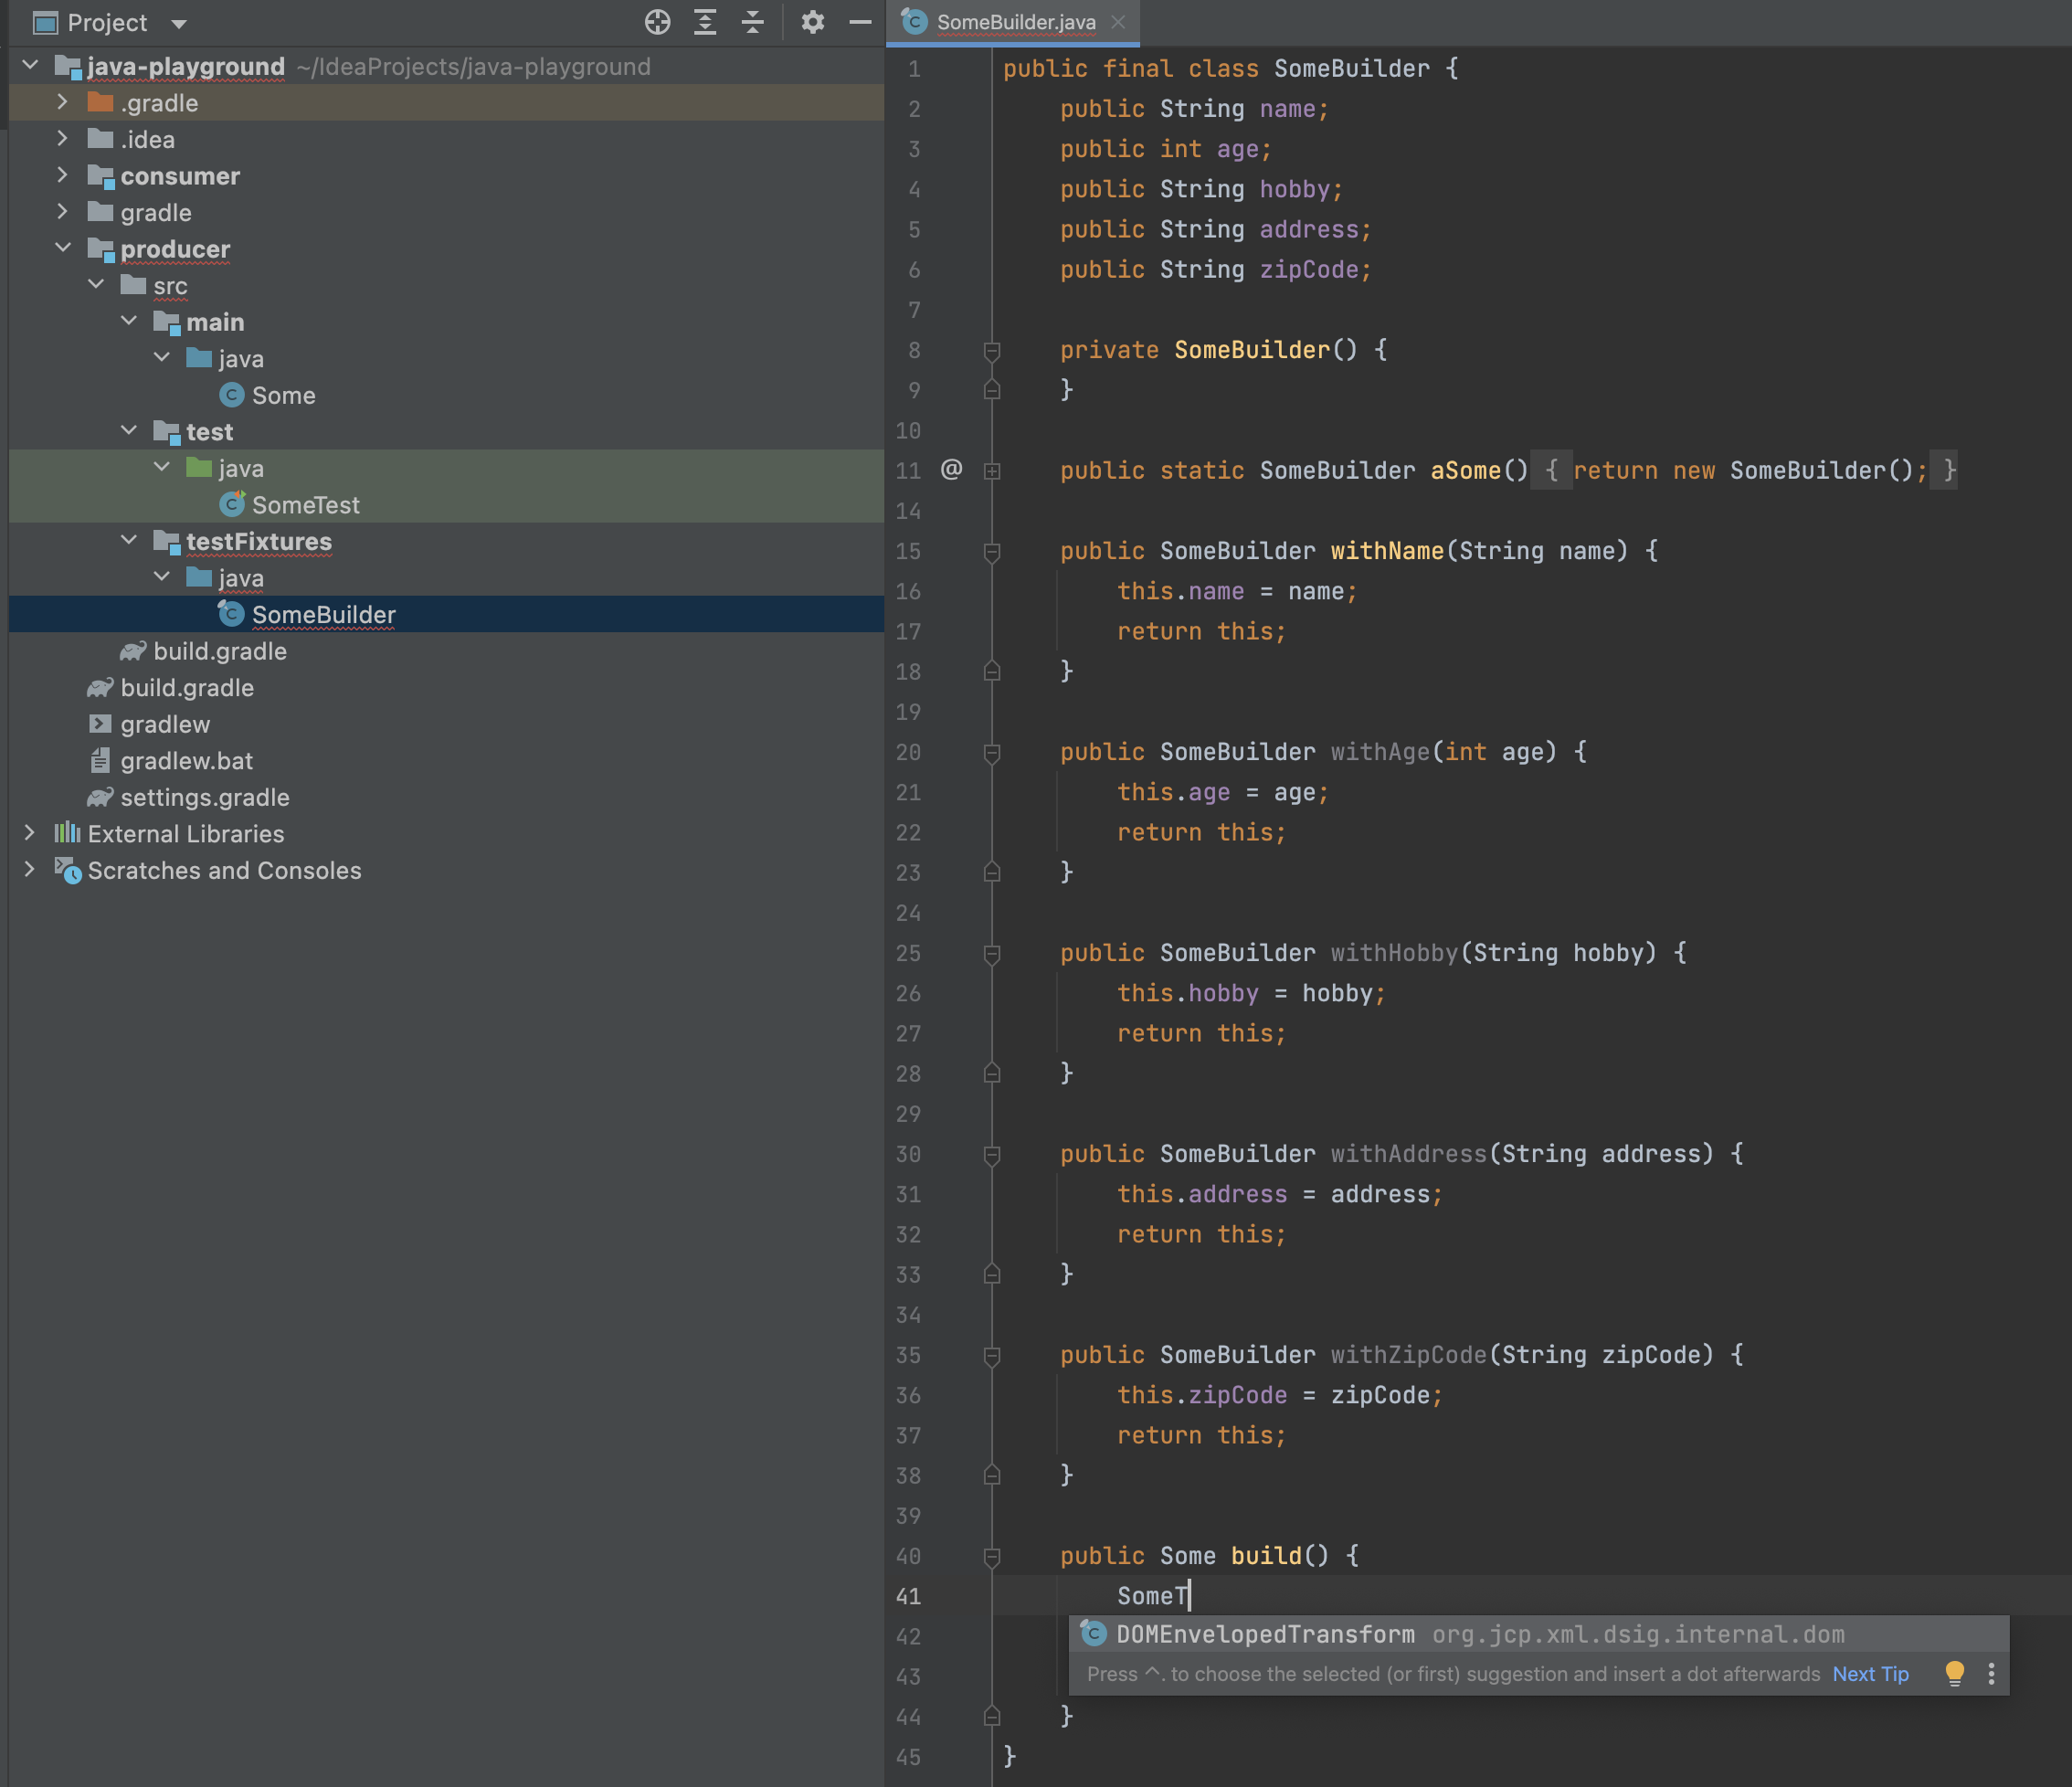 Project
java-playground ~/IdeaProjects/java-playground
.gradle
.idea
consumer
gradle
producer
src
main
java
Some
test
java
SomeTest
testFixtures
java
SomeBuilder
build.gradle
build.gradle
gradlew
gradlew.bat
settings.gradle
External Libraries
Scratches and Consoles
SomeBuilder.java
1 public final class SomeBuilder {
2 public String name;
3 public int age;
4 public String hobby;
5 public String address;
6 public String zipCode;
7
8 private SomeBuilder() {
9 }
10
11 @ public static SomeBuilder aSome() { return new SomeBuilder(); }
14
15 public SomeBuilder withName(String name) {
16 this.name = name;
17 return this;
18 }
19
20 public SomeBuilder withAge(int age) {
21 this.age = age;
22 return this;
23 }
24
25 public SomeBuilder withHobby(String hobby) {
26 this.hobby = hobby;
27 return this;
28 }
29
30 public SomeBuilder withAddress(String address) {
31 this.address = address;
32 return this;
33 }
34
35 public SomeBuilder withZipCode(String zipCode) {
36 this.zipCode = zipCode;
37 return this;
38 }
39
40 public Some build() {
41 SomeT
42 DOMEnvelopedTransform org.jcp.xml.dsig.internal.dom
43 Press ^. to choose the selected (or first) suggestion and insert a dot afterwards Next Tip
44 }
45 }